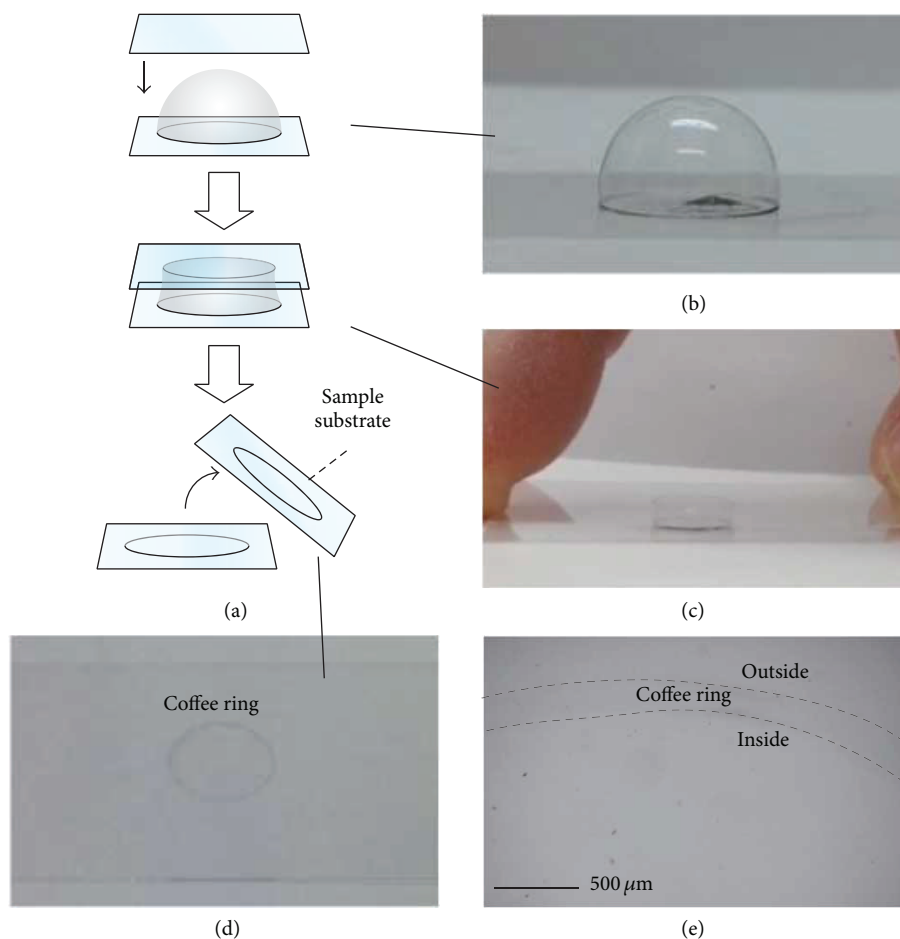 (b)
Sample
substrate
(a)
(c)
Coffee ring
(d)
Outside
Coffee ring
Inside
500 μm
(e)